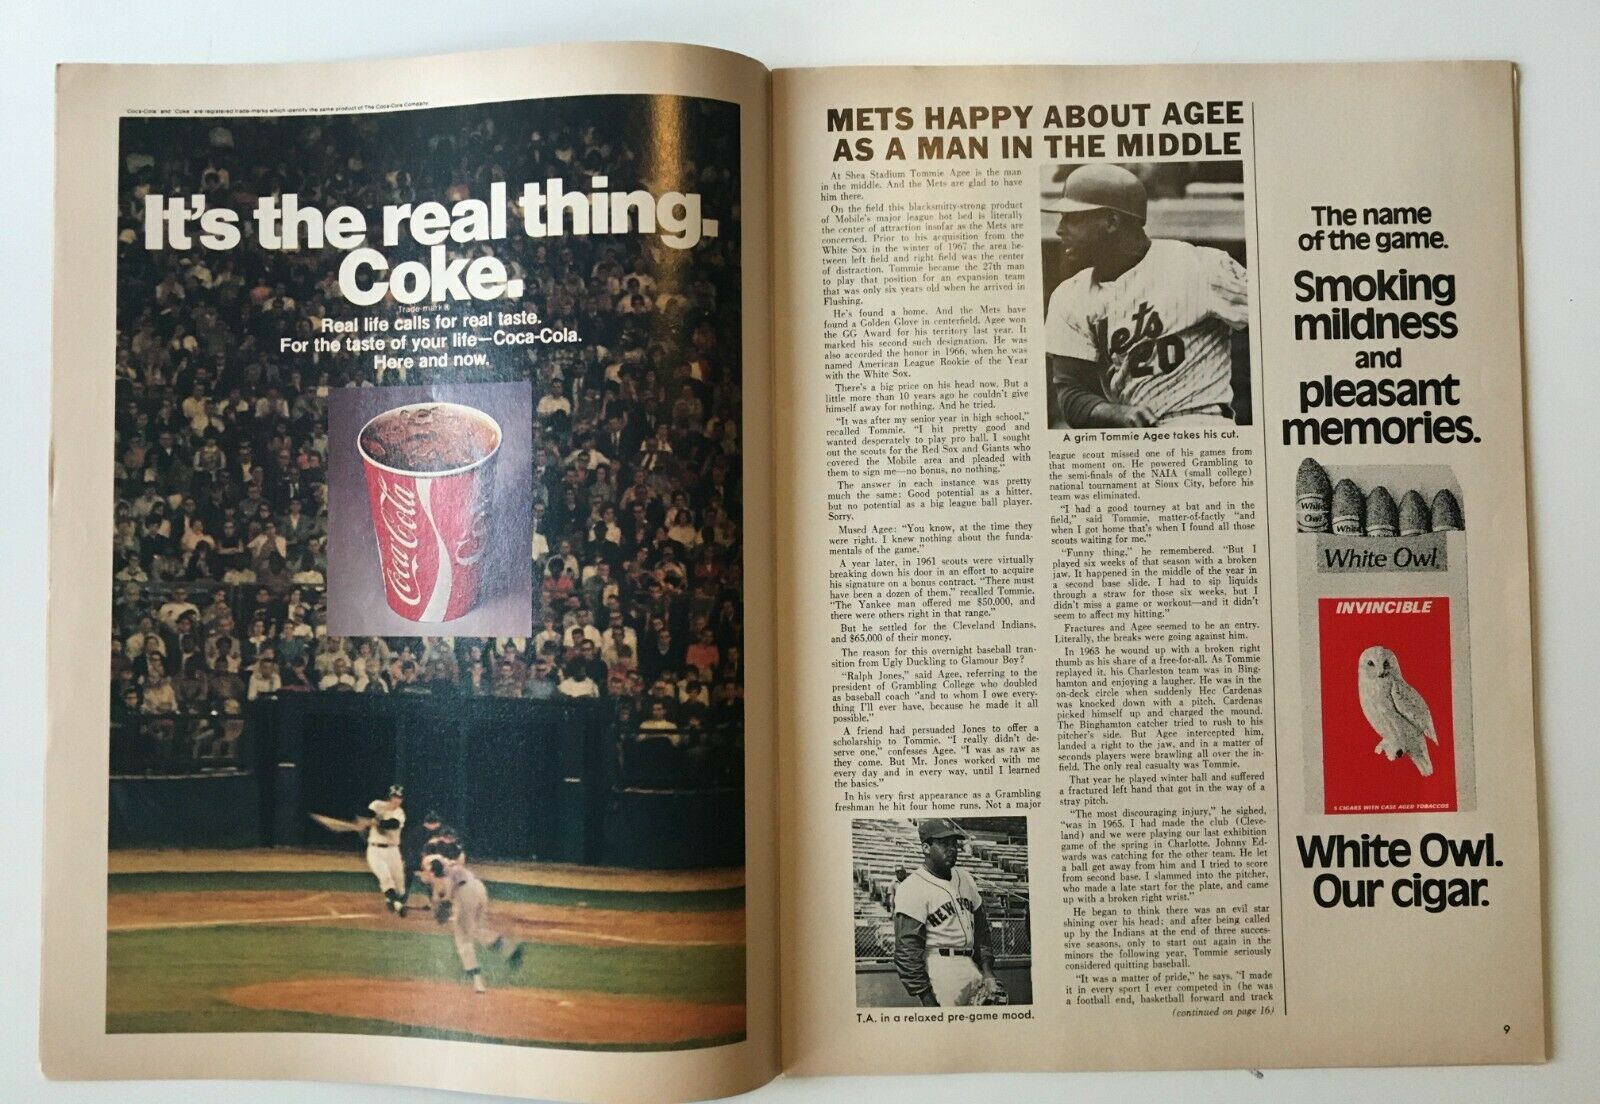 "Coca-Cola" and "Coke" are registered trade-marks which identify the same product of The Coca-Cola Company
It's the real thing.
Coke.
Trade-mark ®
Real life calls for real taste.
For the taste of your life—Coca-Cola.
Here and now.
Coca-Cola
METS HAPPY ABOUT AGEE
AS A MAN IN THE MIDDLE
At Shea Stadium Tommie Agee is the man
in the middle. And the Mets are glad to have
him there.
On the field this blacksmitty-strong product
of Mobile's major league hot bed is literally
the center of attraction insofar as the Mets are
concerned. Prior to his acquisition from the
White Sox in the winter of 1967 the area be-
tween left field and right field was the center
of distraction. Tommie became the 27th man
to play that position for an expansion team
that was only six years old when he arrived in
Flushing.
He's found a home. And the Mets have
found a Golden Glove in centerfield. Agee won
the GG Award for his territory last year. It
marked his second such designation. He was
also accorded the honor in 1966, when he was
named American League Rookie of the Year
with the White Sox.
There's a big price on his head now. But a
little more than 10 years ago he couldn't give
himself away for nothing. And he tried.
"It was after my senior year in high school,"
recalled Tommie. "I hit pretty good and
wanted desperately to play pro ball. I sought
out the scouts for the Red Sox and Giants who
covered the Mobile area and pleaded with
them to sign me—no bonus, no nothing."
The answer in each instance was pretty
much the same: Good potential as a hitter,
but no potential as a big league ball player.
Sorry.
Mused Agee: "You know, at the time they
were right. I knew nothing about the funda-
mentals of the game."
A year later, in 1961 scouts were virtually
breaking down his door in an effort to acquire
his signature on a bonus contract. "There must
have been a dozen of them," recalled Tommie.
"The Yankee man offered me $50,000, and
there were others right in that range."
But he settled for the Cleveland Indians,
and $65,000 of their money.
The reason for this overnight baseball tran-
sition from Ugly Duckling to Glamour Boy?
"Ralph Jones," said Agee, referring to the
president of Grambling College who doubled
as baseball coach "and to whom I owe every-
thing I'll ever have, because he made it all
possible."
A friend had persuaded Jones to offer a
scholarship to Tommie. "I really didn't de-
serve one," confesses Agee. "I was as raw as
they come. But Mr. Jones worked with me
every day and in every way, until I learned
the basics."
In his very first appearance as a Grambling
freshman he hit four home runs. Not a major
NEW YO
T.A. in a relaxed pre-game mood.
Mets
20
A grim Tommie Agee takes his cut.
league scout missed one of his games from
that moment on. He powered Grambling to
the semi-finals of the NAIA (small college)
national tournament at Sioux City, before his
team was eliminated.
"I had a good tourney at bat and in the
field," said Tommie, matter-of-factly "and
when I got home that's when I found all those
scouts waiting for me."
"Funny thing," he remembered. "But I
played six weeks of that season with a broken
jaw. It happened in the middle of the year in
a second base slide. I had to sip liquids
through a straw for those six weeks, but I
didn't miss a game or workout—and it didn't
seem to affect my hitting."
Fractures and Agee seemed to be an entry.
Literally, the breaks were going against him.
In 1963 he wound up with a broken right
thumb as his share of a free-for-all. As Tommie
replayed it, his Charleston team was in Bing-
hamton and enjoying a laugher. He was in the
on-deck circle when suddenly Hec Cardenas
was knocked down with a pitch. Cardenas
picked himself up and charged the mound.
The Binghamton catcher tried to rush to his
pitcher's side. But Agee intercepted him,
landed a right to the jaw, and in a matter of
seconds players were brawling all over the in-
field. The only real casualty was Tommie.
That year he played winter ball and suffered
a fractured left hand that got in the way of a
stray pitch.
"The most discouraging injury," he sighed,
"was in 1965. I had made the club (Cleve-
land) and we were playing our last exhibition
game of the spring in Charlotte. Johnny Ed-
wards was catching for the other team. He let
a ball get away from him and I tried to score
from second base. I slammed into the pitcher,
who made a late start for the plate, and came
up with a broken right wrist."
He began to think there was an evil star
shining over his head; and after being called
up by the Indians at the end of three succes-
sive seasons, only to start out again in the
minors the following year, Tommie seriously
considered quitting baseball.
"It was a matter of pride," he says. "I made
it in every sport I ever competed in (he was
a football end, basketball forward and track
(continued on page 16)
The name
of the game.
Smoking
mildness
and
pleasant
memories.
White
Owl
White
White Owl
INVINCIBLE
5 CIGARS WITH CASE AGED TOBACCOS
White Owl.
Our cigar.
9